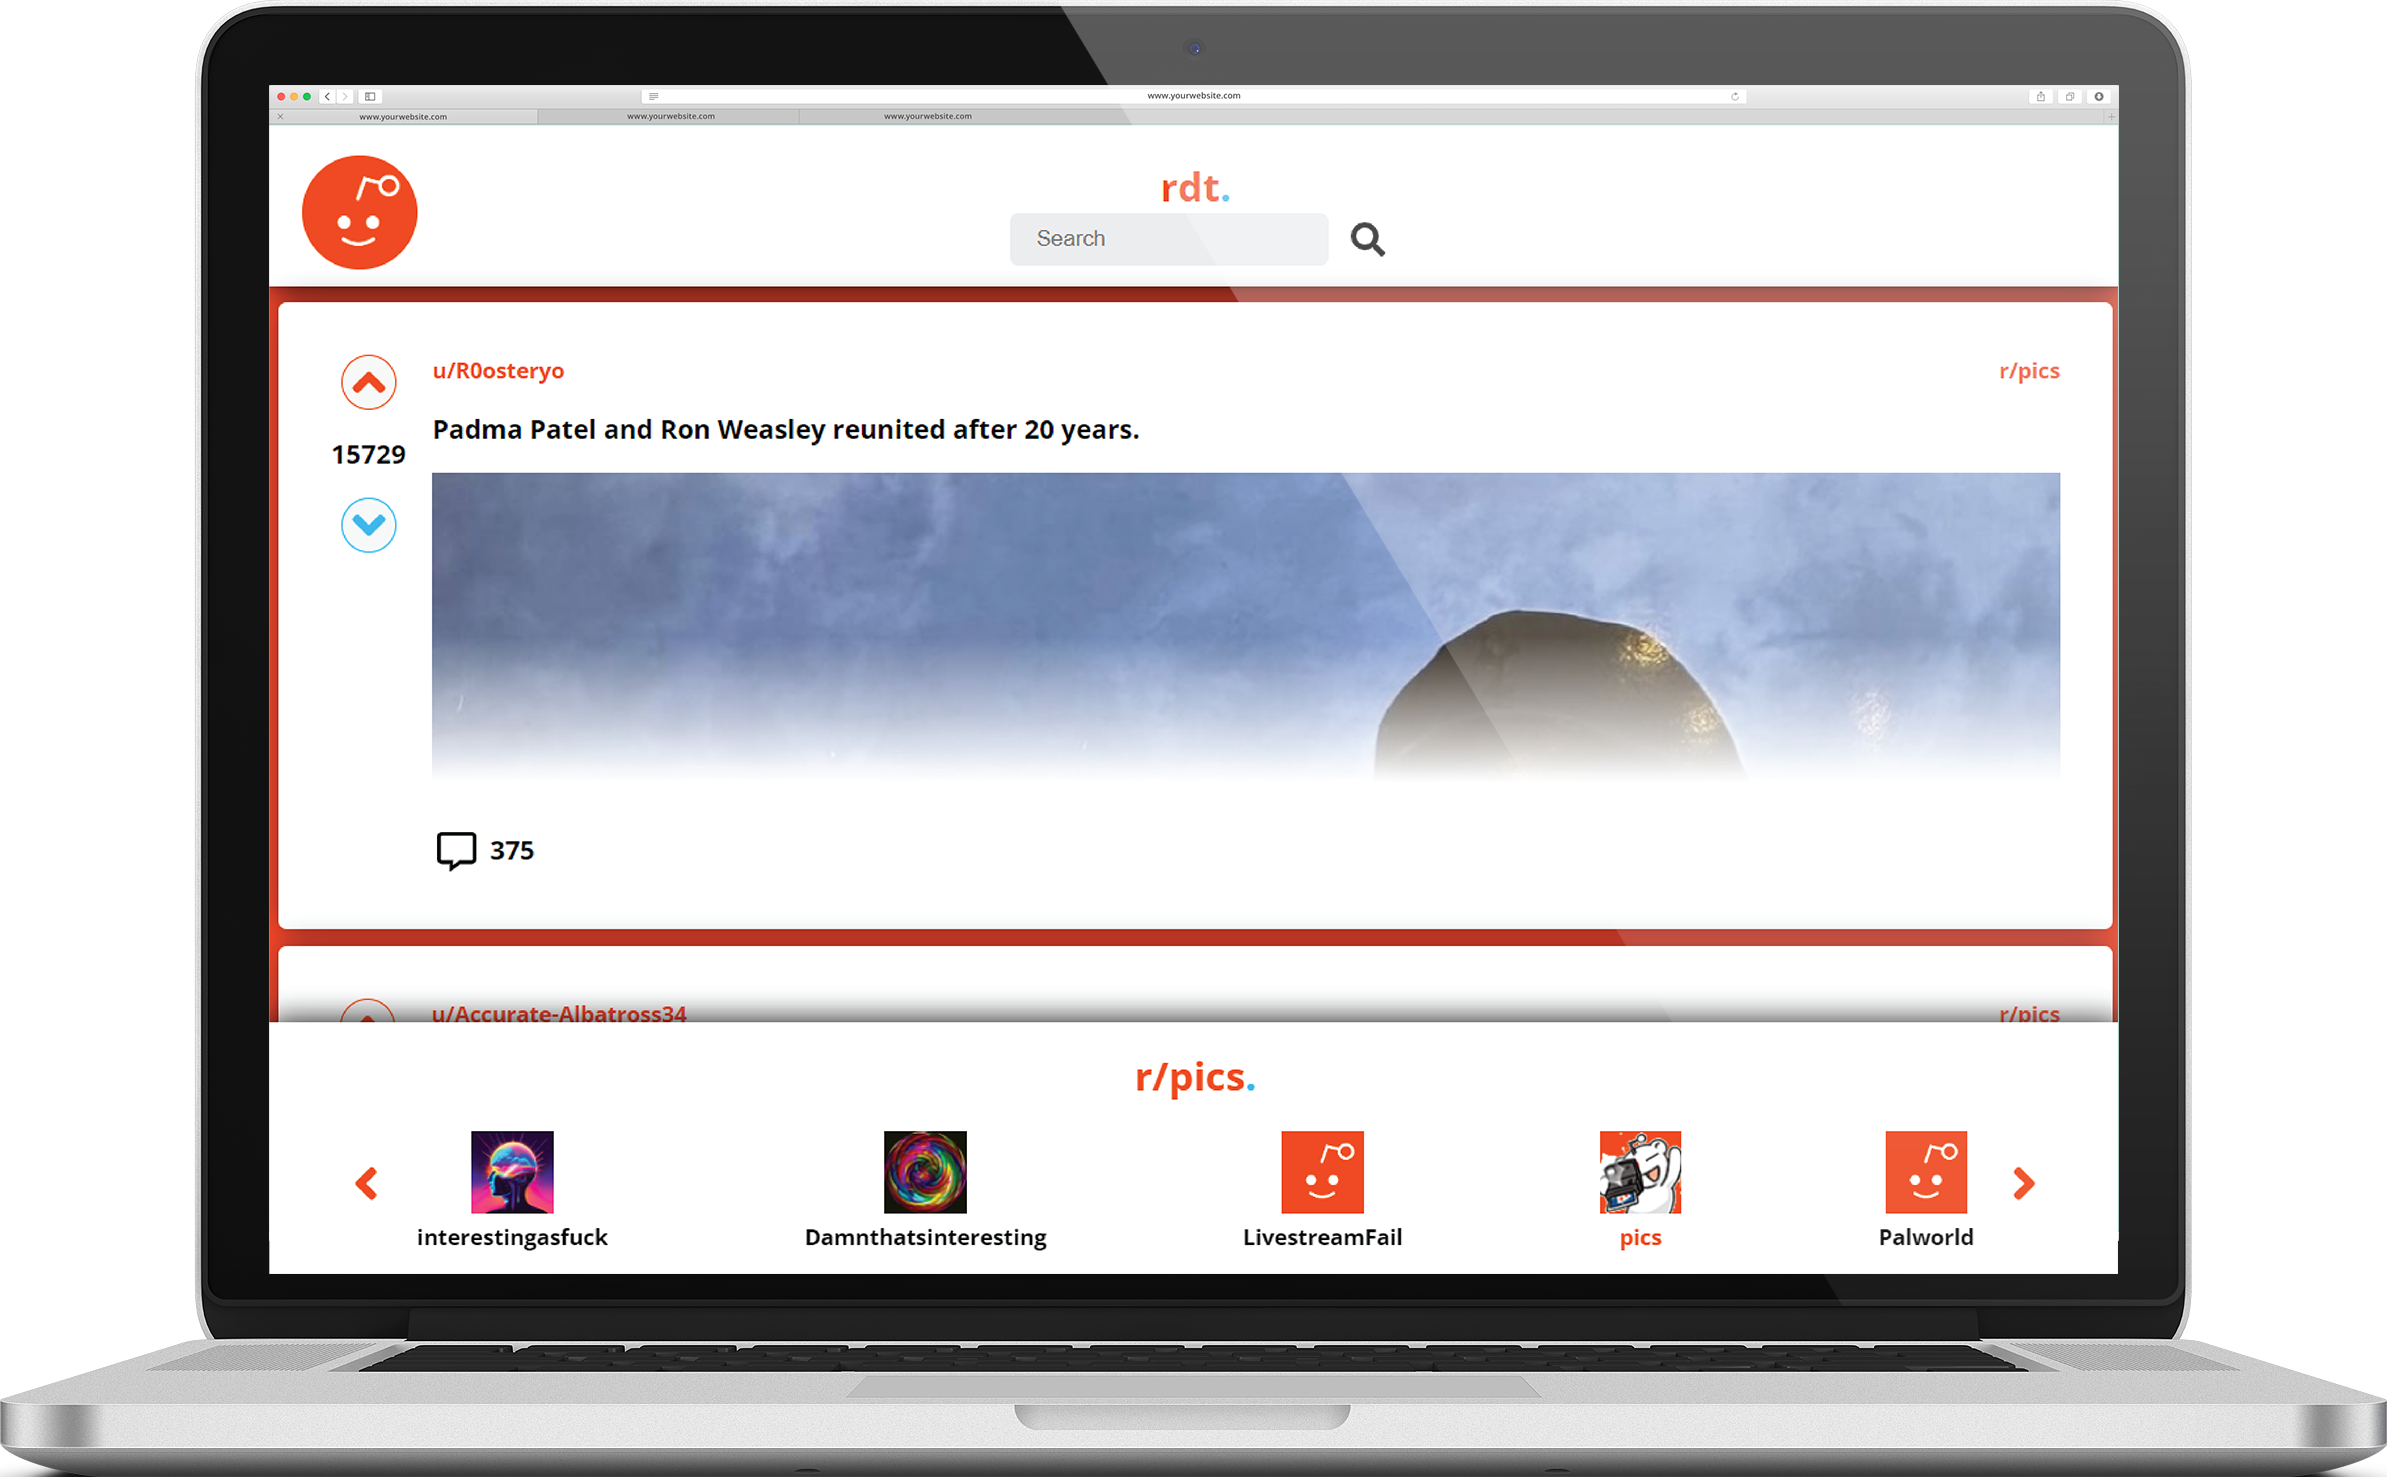 www.yourwebsite.com
www.yourwebsite.com www.yourwebsite.com www.yourwebsite.com
rdt.
Search
u/R0osteryo r/pics
Padma Patel and Ron Weasley reunited after 20 years.
15729
375
u/Accurate-Albatross34 r/pics
r/pics.
interestingasfuck Damnthatsinteresting LivestreamFail pics Palworld